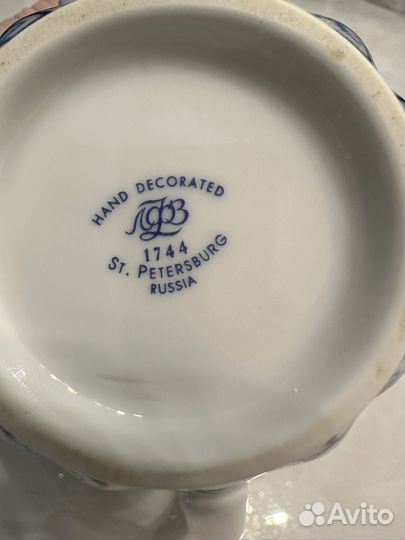 HAND DECORATED
ЛФЗ
1744
ST. PETERSBURG
RUSSIA
Avito